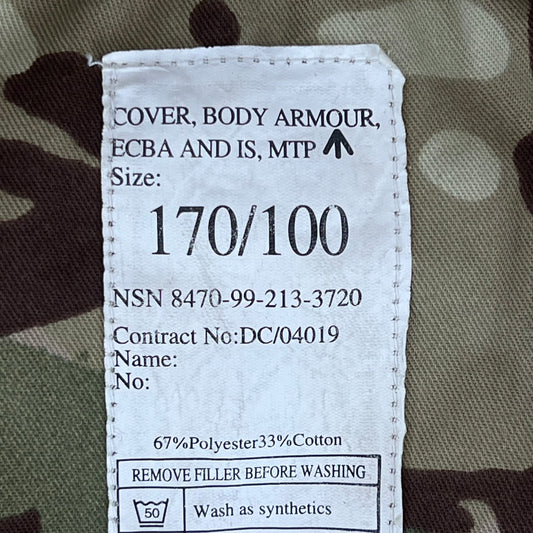 COVER, BODY ARMOUR,
ECBA AND IS, MTP
Size:
170/100
NSN 8470-99-213-3720
Contract No:DC/04019
Name:
No:
67%Polyester33%Cotton
REMOVE FILLER BEFORE WASHING
50
Wash as synthetics